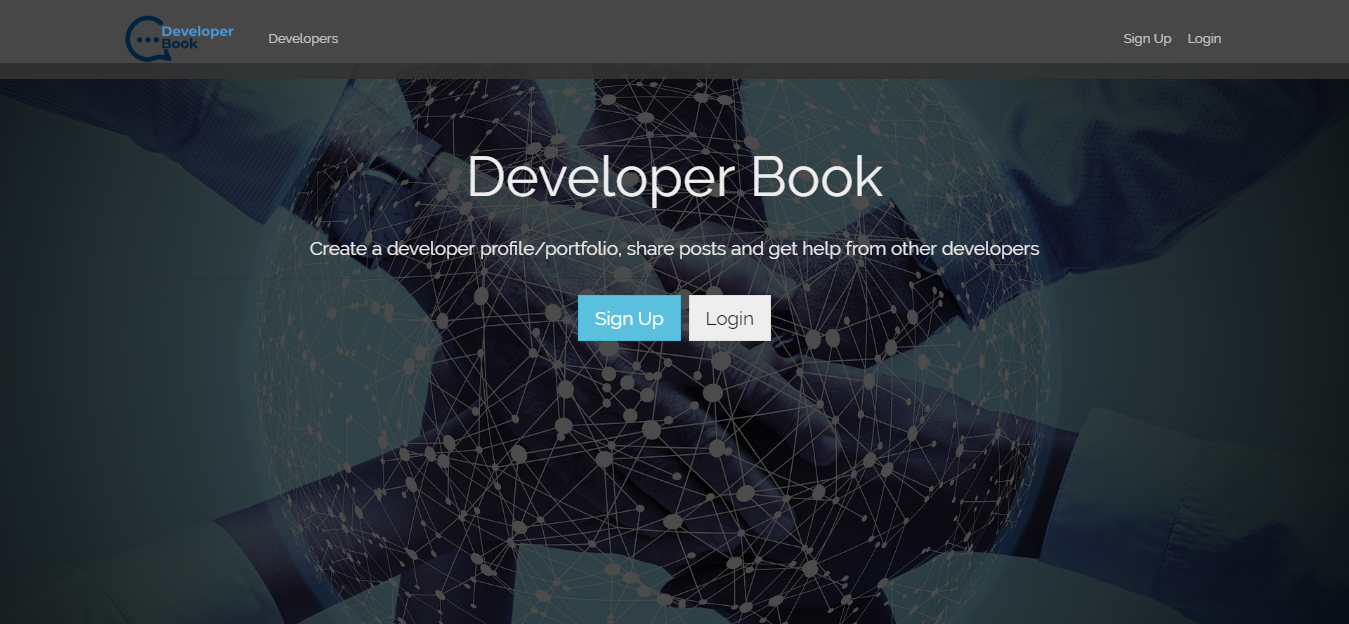 Developer
Book
Developers
Sign Up
Login
Developer Book
Create a developer profile/portfolio, share posts and get help from other developers
Sign Up
Login